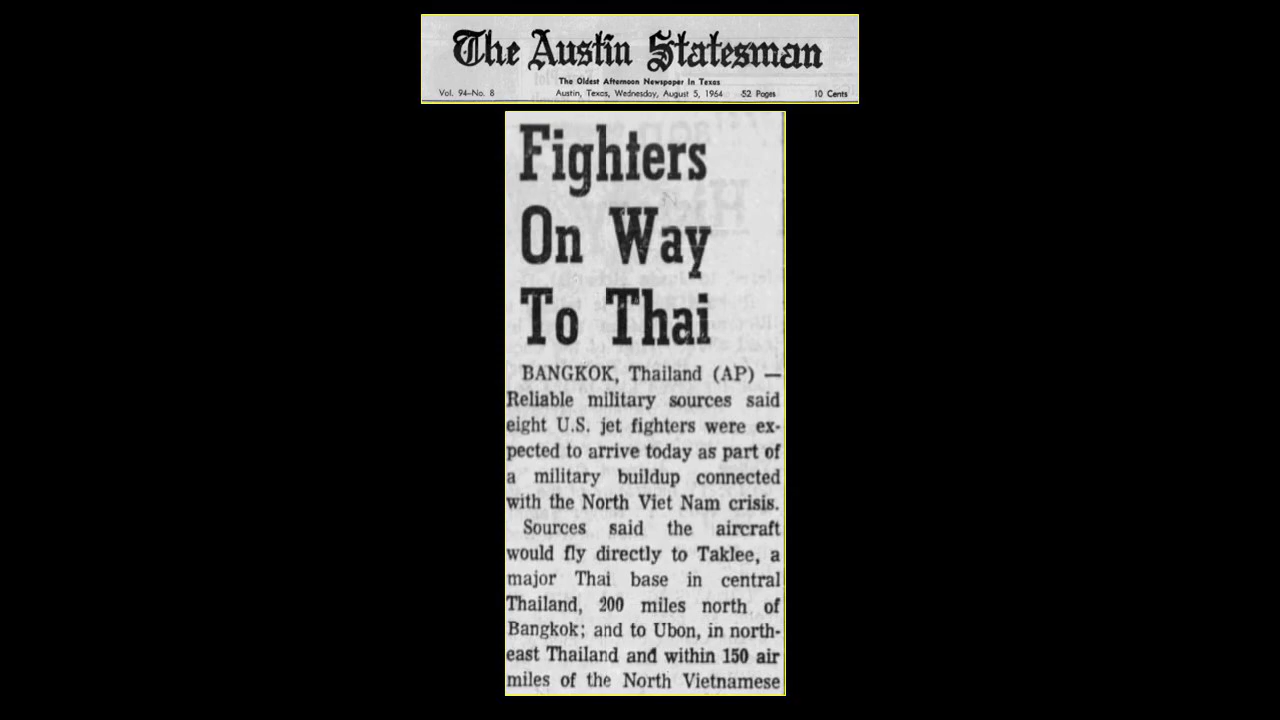 The Austin Statesman
The Oldest Afternoon Newspaper In Texas
Vol. 94—No. 8 Austin, Texas, Wednesday, August 5, 1964 52 Pages 10 Cents
Fighters
On Way
To Thai
BANGKOK, Thailand (AP) —
Reliable military sources said
eight U.S. jet fighters were ex-
pected to arrive today as part of
a military buildup connected
with the North Viet Nam crisis.
Sources said the aircraft
would fly directly to Taklee, a
major Thai base in central
Thailand, 200 miles north of
Bangkok; and to Ubon, in north-
east Thailand and within 150 air
miles of the North Vietnamese